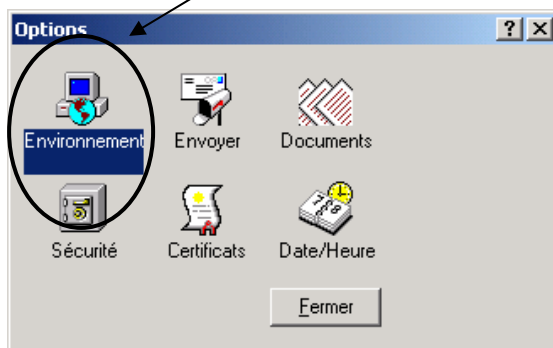 Options
Environnement Envoyer Documents
Sécurité Certificats Date/Heure
Fermer